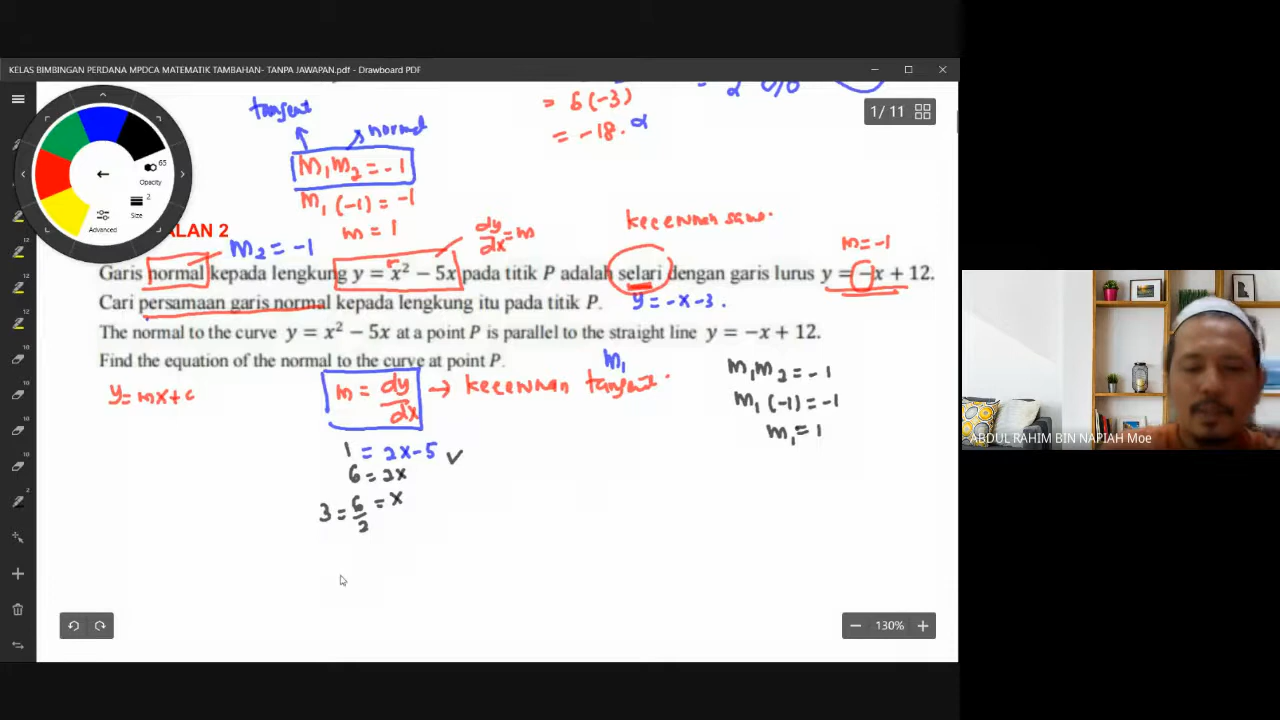 KELAS BIMBINGAN PERDANA MPDCA MATEMATIK TAMBAHAN- TANPA JAWAPAN.pdf - Drawboard PDF
1/ 11
65
Opacity
2
Size
Advanced
tangent
normal
m₁m₂ = -1
m₁ (-1) = -1
m = 1
= 6(-3)
= -18.
ALAN 2
m₂ = -1
dy/dx = m
kecerunan sama.
m = -1
Garis normal kepada lengkung y = x² − 5x pada titik P adalah selari dengan garis lurus y = −x + 12.
Cari persamaan garis normal kepada lengkung itu pada titik P.
y = -x -3.
The normal to the curve y = x² − 5x at a point P is parallel to the straight line y = −x + 12.
Find the equation of the normal to the curve at point P.
m₁
y = mx + c
m = dy/dx → kecerunan tangent.
m₁m₂ = -1
m₁ (-1) = -1
m₁ = 1
1 = 2x-5 ✓
6 = 2x
3 = 6/2 = x
130%
ABDUL RAHIM BIN NAPIAH Moe